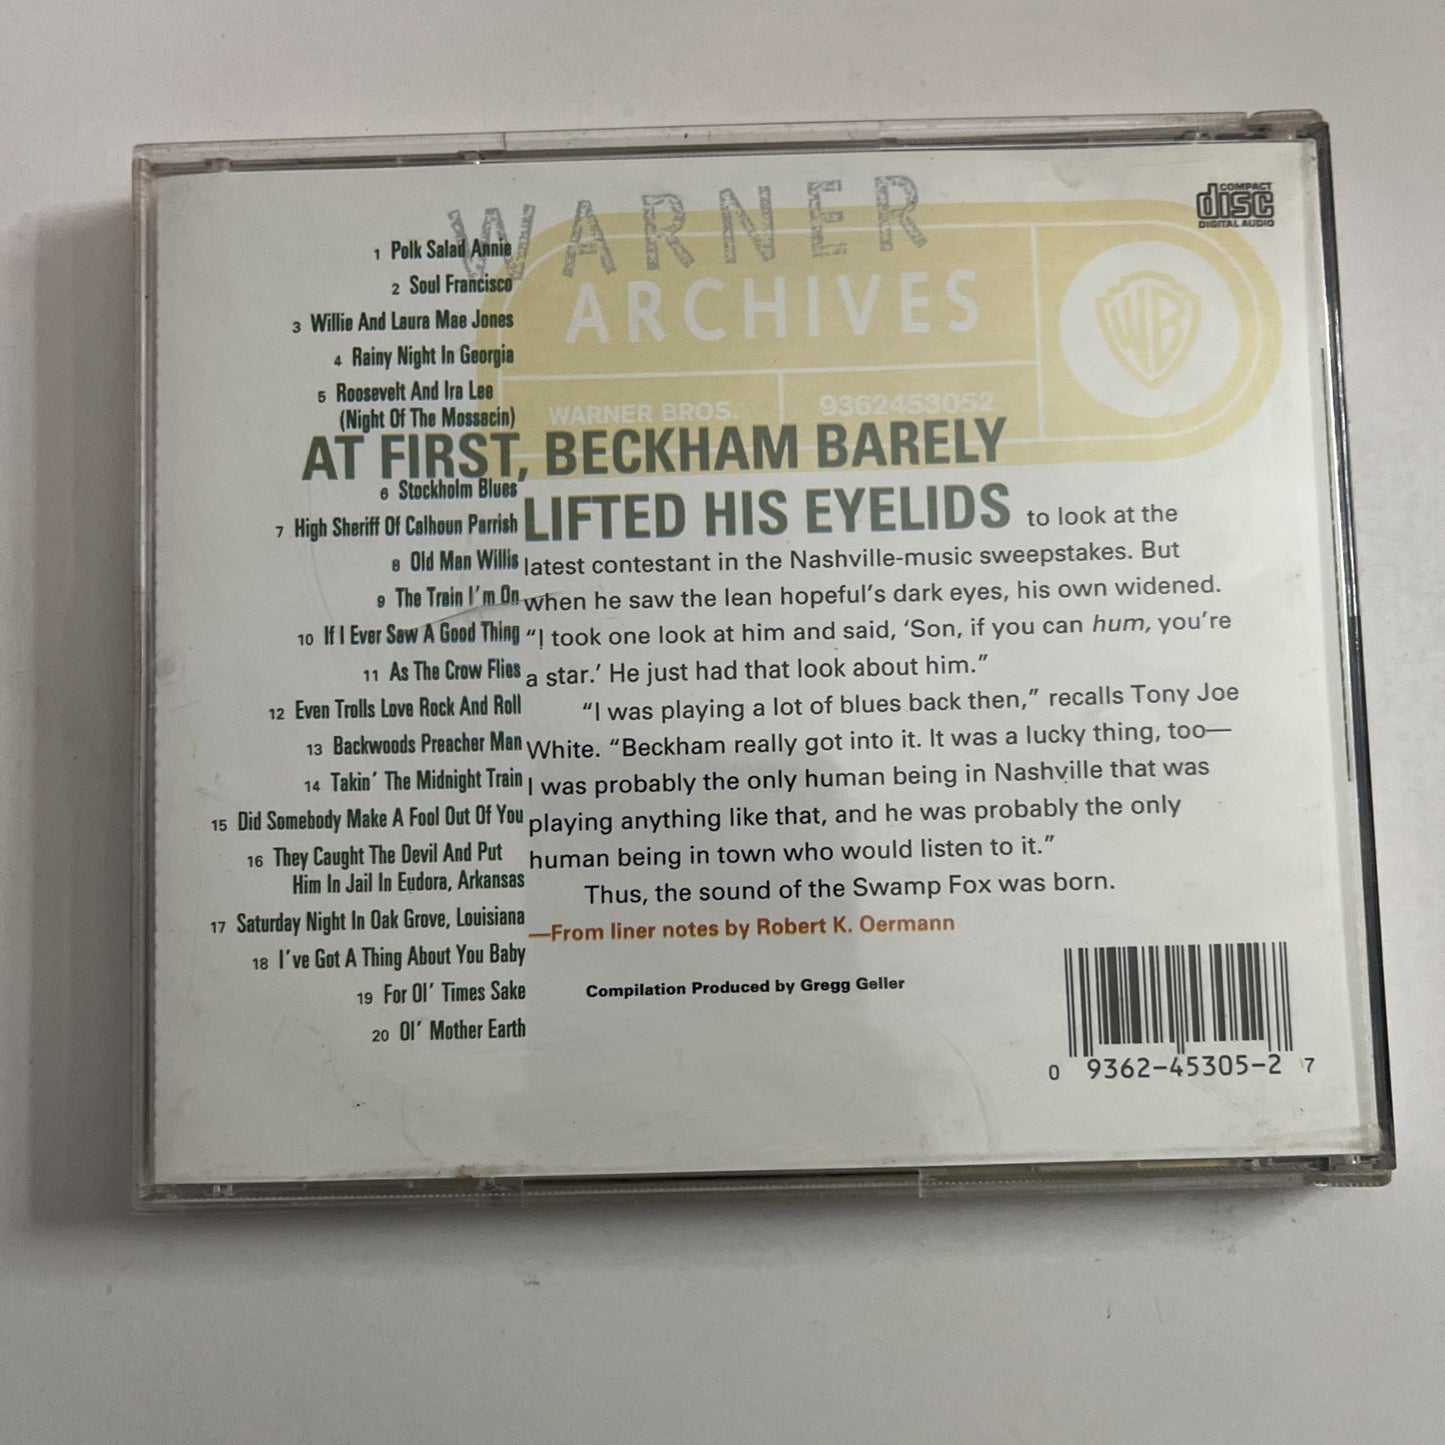 WARNER
ARCHIVES
WARNER BROS.
9362453052
WB
COMPACT
disc
DIGITAL AUDIO
1 Polk Salad Annie
2 Soul Francisco
3 Willie And Laura Mae Jones
4 Rainy Night In Georgia
5 Roosevelt And Ira Lee
(Night Of The Mossacin)
6 Stockholm Blues
7 High Sheriff Of Calhoun Parrish
8 Old Man Willis
9 The Train I'm On
10 If I Ever Saw A Good Thing
11 As The Crow Flies
12 Even Trolls Love Rock And Roll
13 Backwoods Preacher Man
14 Takin' The Midnight Train
15 Did Somebody Make A Fool Out Of You
16 They Caught The Devil And Put
Him In Jail In Eudora, Arkansas
17 Saturday Night In Oak Grove, Louisiana
18 I've Got A Thing About You Baby
19 For Ol' Times Sake
20 Ol' Mother Earth
AT FIRST, BECKHAM BARELY
LIFTED HIS EYELIDS to look at the
latest contestant in the Nashville-music sweepstakes. But
when he saw the lean hopeful's dark eyes, his own widened.
“I took one look at him and said, ‘Son, if you can hum, you're
a star.’ He just had that look about him.”
“I was playing a lot of blues back then,” recalls Tony Joe
White. “Beckham really got into it. It was a lucky thing, too—
I was probably the only human being in Nashville that was
playing anything like that, and he was probably the only
human being in town who would listen to it.”
Thus, the sound of the Swamp Fox was born.
—From liner notes by Robert K. Oermann
Compilation Produced by Gregg Geller
0 9362-45305-2 7